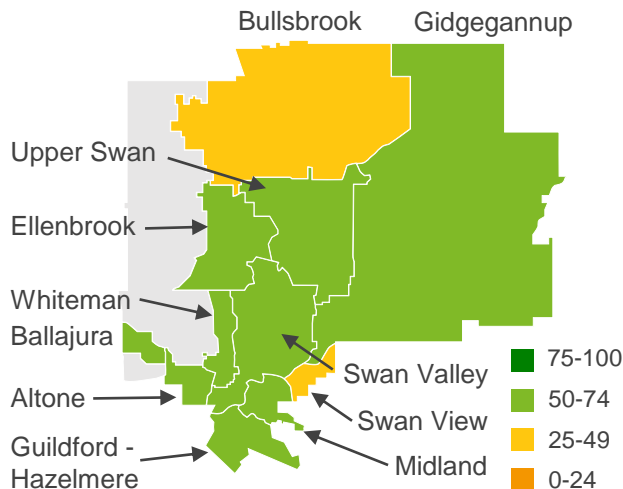 Bullsbrook
Gidgegannup
Upper Swan
Ellenbrook
Whiteman
Ballajura
Altone
Guildford -
Hazelmere
Swan Valley
Swan View
Midland
75-100
50-74
25-49
0-24